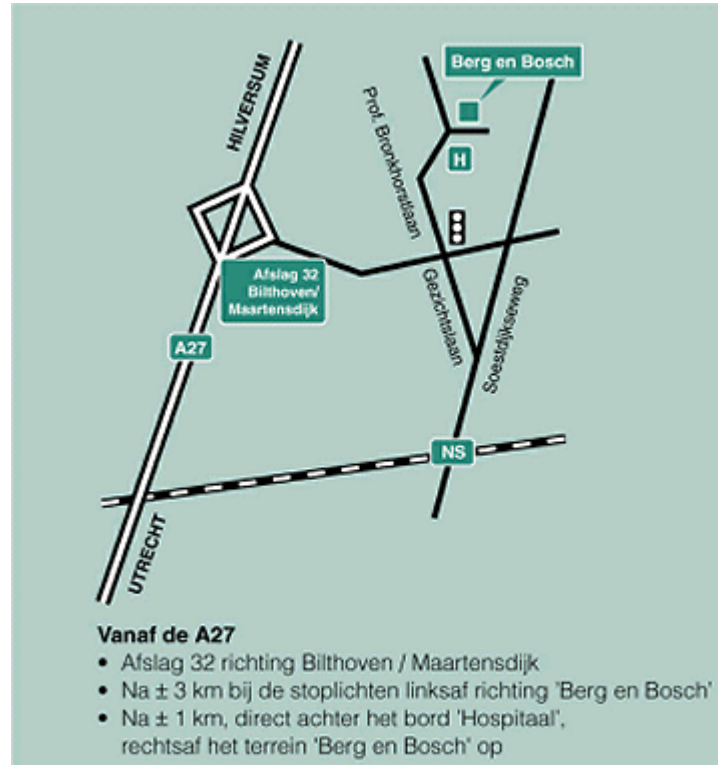 Berg en Bosch
HILVERSUM
Prof. Bronkhorstlaan
H
Afslag 32
Bilthoven/
Maartensdijk
Gezichtslaan
Soestdijkseweg
A27
NS
UTRECHT
Vanaf de A27
• Afslag 32 richting Bilthoven / Maartensdijk
• Na ± 3 km bij de stoplichten linksaf richting 'Berg en Bosch'
• Na ± 1 km, direct achter het bord 'Hospitaal',
rechtsaf het terrein 'Berg en Bosch' op